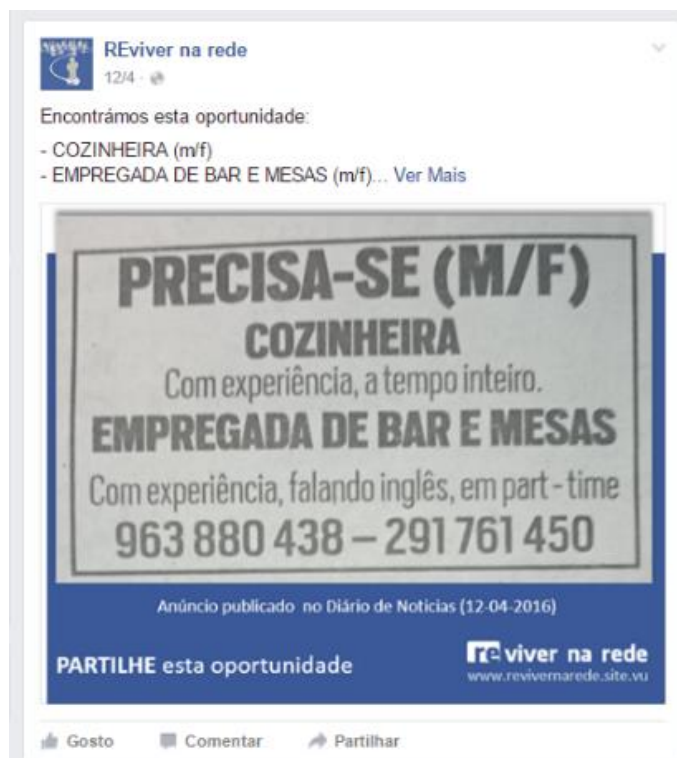 REviver na rede
12/4
Encontrámos esta oportunidade:
- COZINHEIRA (m/f)
- EMPREGADA DE BAR E MESAS (m/f)... Ver Mais
PRECISA-SE (M/F)
COZINHEIRA
Com experiência, a tempo inteiro.
EMPREGADA DE BAR E MESAS
Com experiência, falando inglês, em part-time
963 880 438 – 291 761 450
Anúncio publicado no Diário de Noticias (12-04-2016)
PARTILHE esta oportunidade
re viver na rede
www.revivernarede.site.vu
Gosto Comentar Partilhar